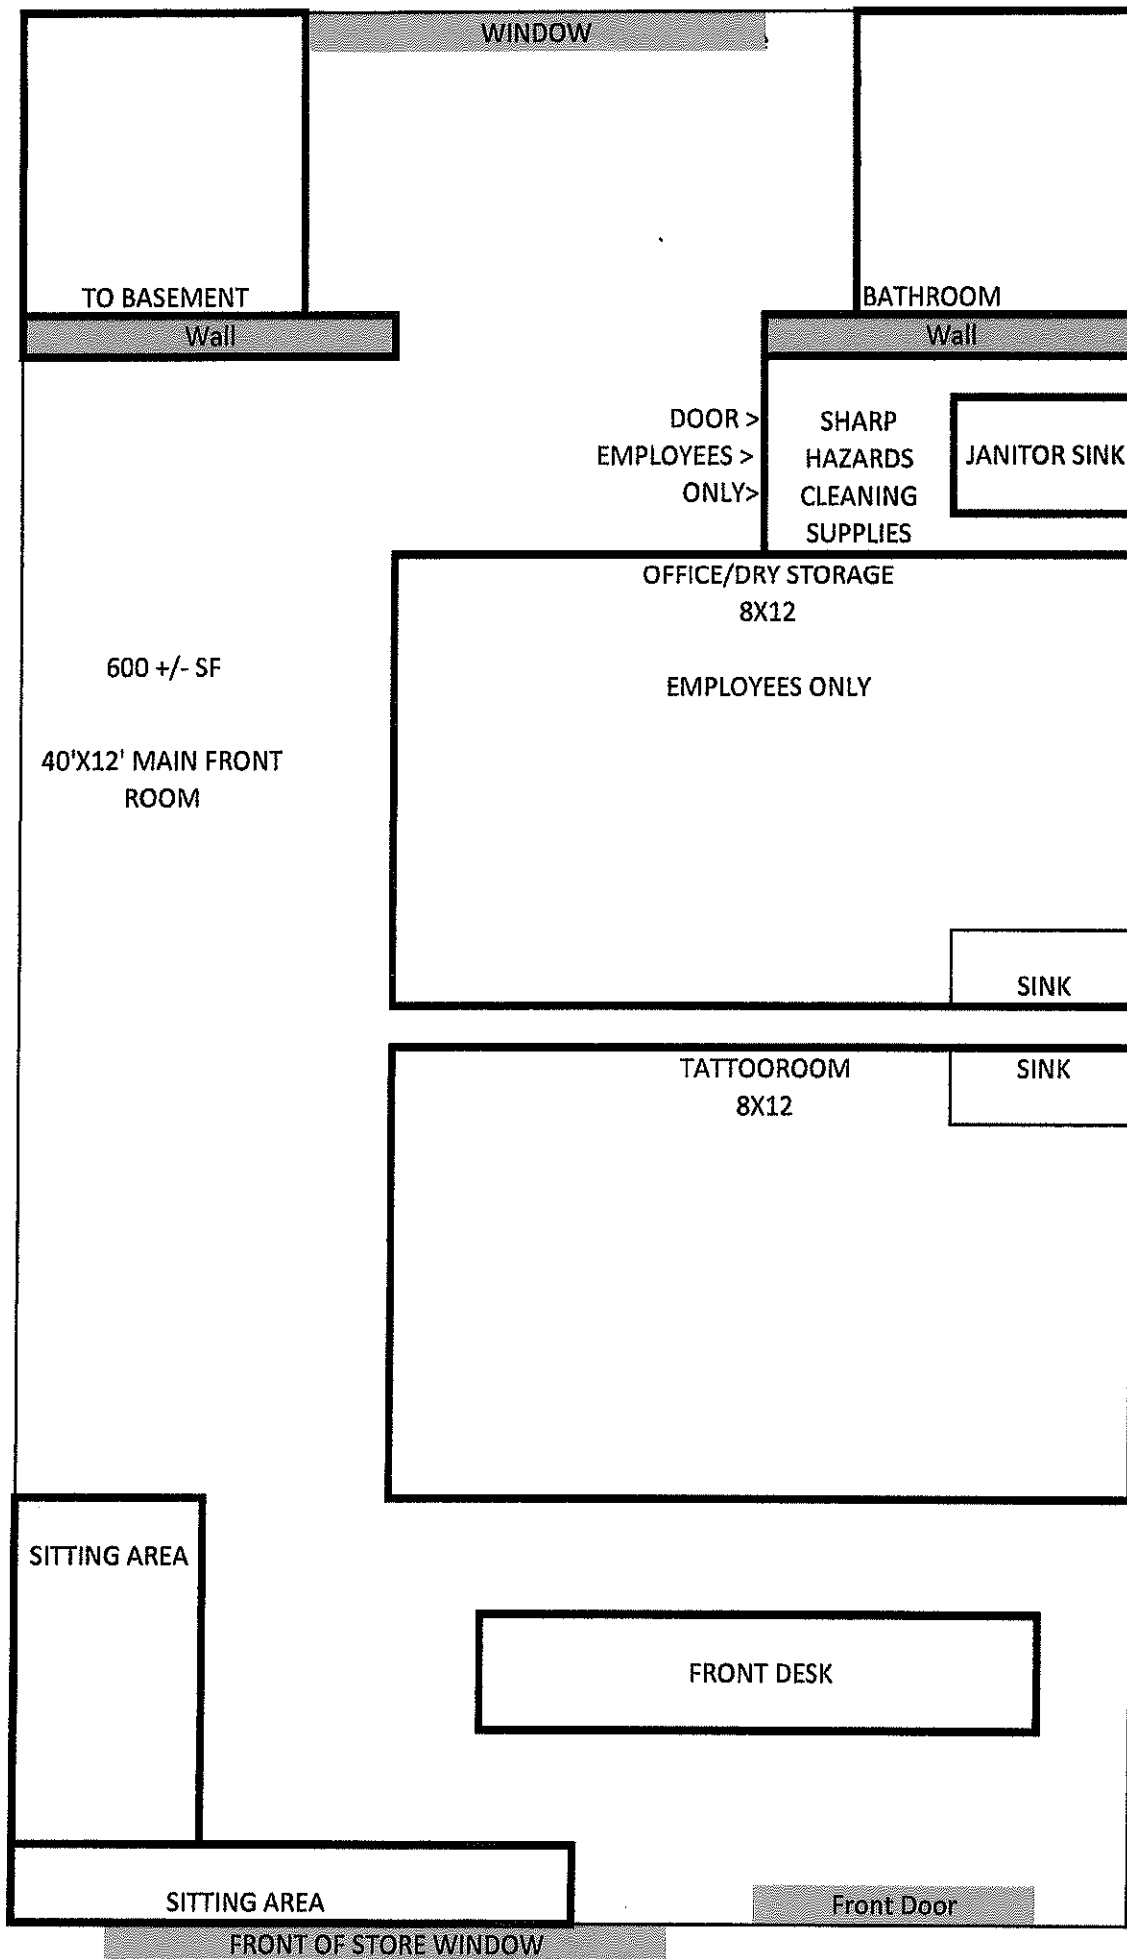 WINDOW
TO BASEMENT
BATHROOM
Wall
Wall
DOOR >
EMPLOYEES >
ONLY>
SHARP
HAZARDS
CLEANING
SUPPLIES
JANITOR SINK
OFFICE/DRY STORAGE
8X12
EMPLOYEES ONLY
600 +/- SF
40'X12' MAIN FRONT
ROOM
SINK
TATTOOROOM
8X12
SINK
SITTING AREA
FRONT DESK
SITTING AREA
Front Door
FRONT OF STORE WINDOW